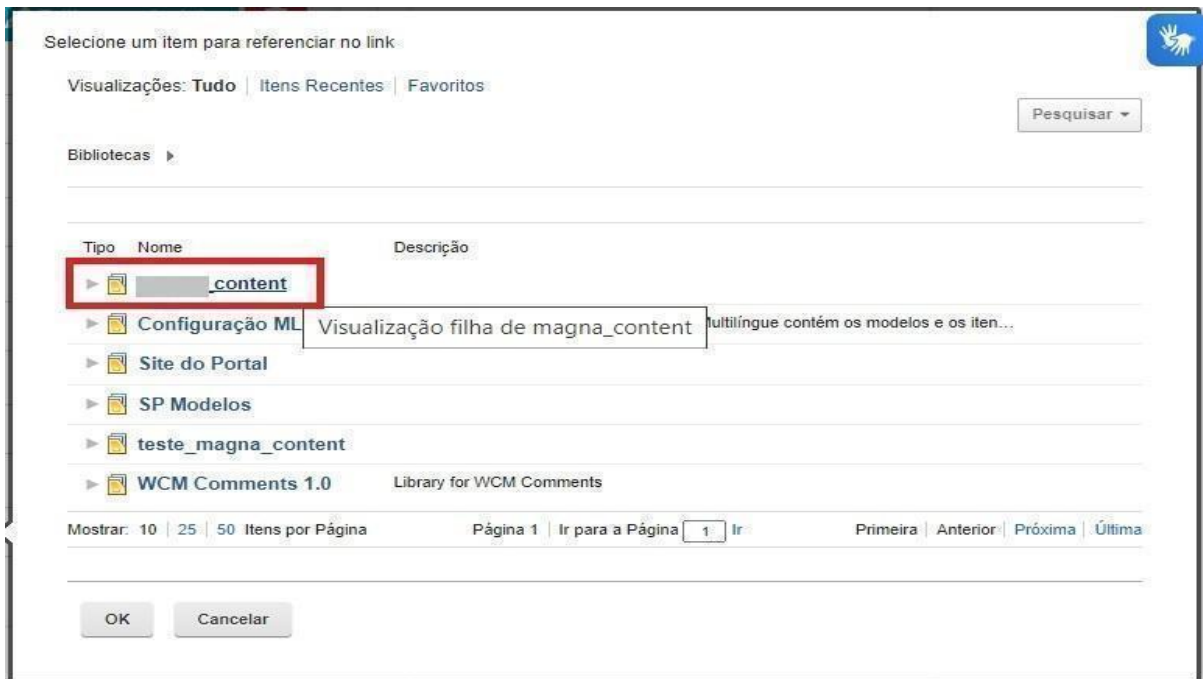 Selecione um item para referenciar no link
Visualizações: Tudo | Itens Recentes | Favoritos
Pesquisar
Bibliotecas
Tipo Nome Descrição
_content
Configuração ML Multilíngue contém os modelos e os iten...
Visualização filha de magna_content
Site do Portal
SP Modelos
teste_magna_content
WCM Comments 1.0 Library for WCM Comments
Mostrar: 10 | 25 | 50 Itens por Página Página 1 | Ir para a Página 1 Ir Primeira | Anterior | Próxima | Última
OK Cancelar